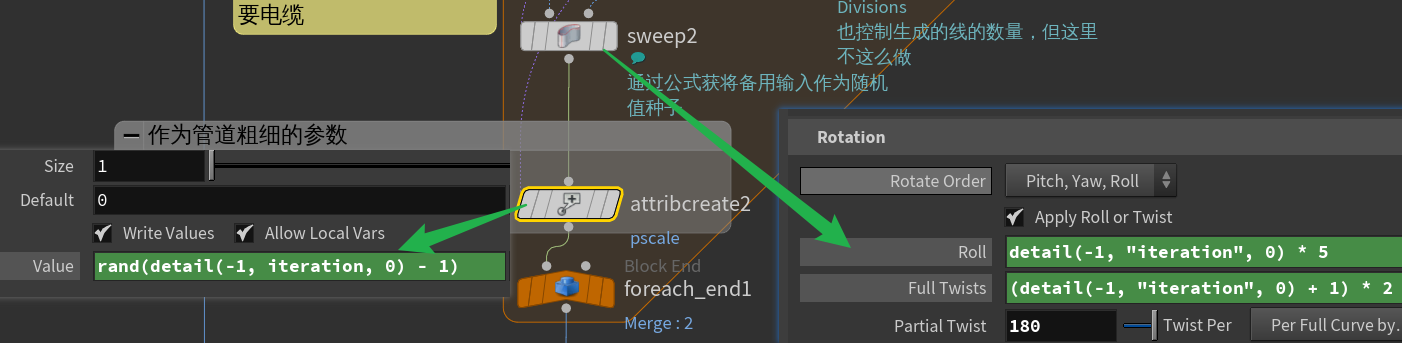 要电缆
sweep2
通过公式获将备用输入作为随机
值种子
Divisions
也控制生成的线的数量，但这里
不这么做
作为管道粗细的参数
Size
1
Default
0
Write Values
Allow Local Vars
Value
rand(detail(-1, iteration, 0) - 1)
attribcreate2
pscale
Block End
foreach_end1
Merge : 2
Rotation
Rotate Order
Pitch, Yaw, Roll
Apply Roll or Twist
Roll
detail(-1, "iteration", 0) * 5
Full Twists
(detail(-1, "iteration", 0) + 1) * 2
Partial Twist
180
Twist Per
Per Full Curve by...